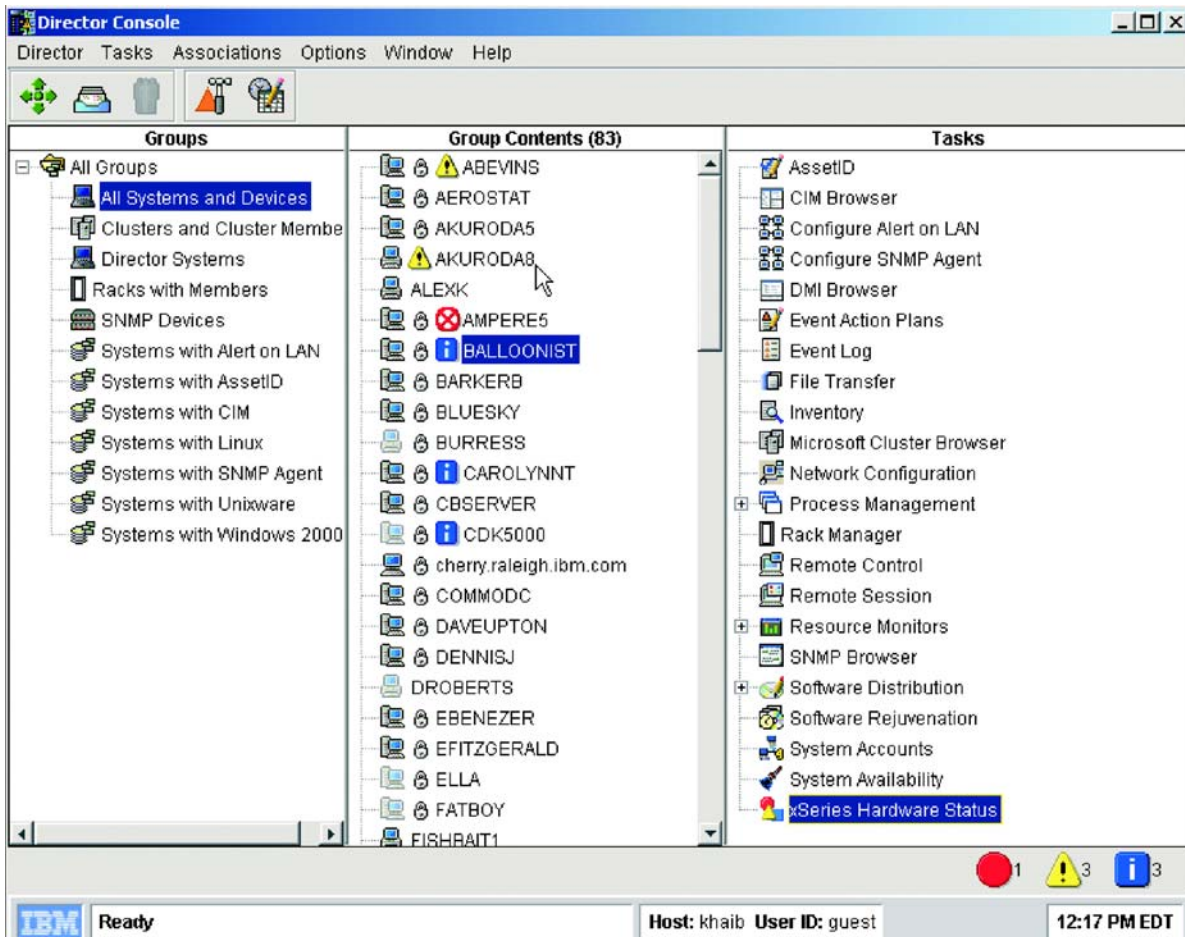 Director Console
Director Tasks Associations Options Window Help
Groups
All Groups
All Systems and Devices
Clusters and Cluster Membe
Director Systems
Racks with Members
SNMP Devices
Systems with Alert on LAN
Systems with AssetID
Systems with CIM
Systems with Linux
Systems with SNMP Agent
Systems with Unixware
Systems with Windows 2000
Group Contents (83)
ABEVINS
AEROSTAT
AKURODA5
AKURODA8
ALEXK
AMPERE5
BALLOONIST
BARKERB
BLUESKY
BURRESS
CAROLYNNT
CBSERVER
CDK5000
cherry.raleigh.ibm.com
COMMODC
DAVEUPTON
DENNISJ
DROBERTS
EBENEZER
EFITZGERALD
ELLA
FATBOY
FISHBAIT1
Tasks
AssetID
CIM Browser
Configure Alert on LAN
Configure SNMP Agent
DMI Browser
Event Action Plans
Event Log
File Transfer
Inventory
Microsoft Cluster Browser
Network Configuration
Process Management
Rack Manager
Remote Control
Remote Session
Resource Monitors
SNMP Browser
Software Distribution
Software Rejuvenation
System Accounts
System Availability
xSeries Hardware Status
1 3 3
IBM Ready Host: khaib User ID: guest 12:17 PM EDT